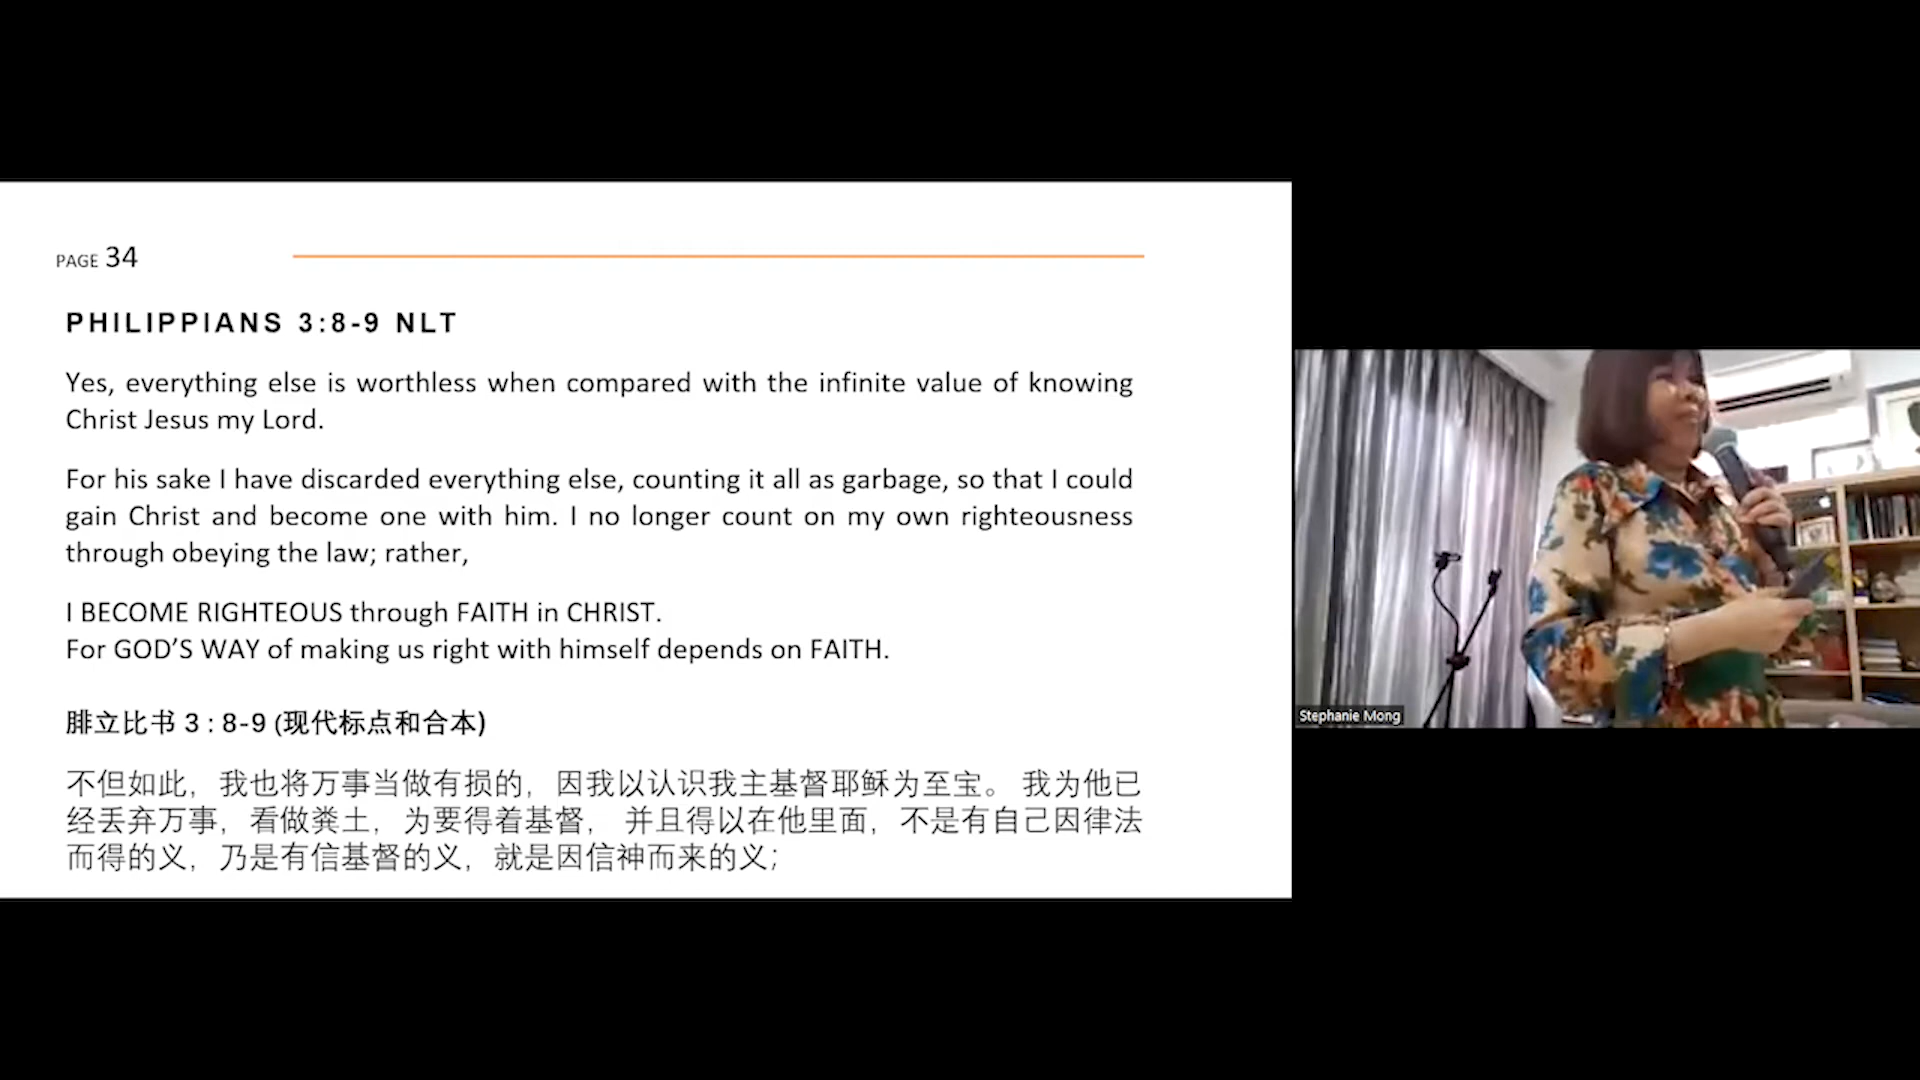 PAGE 34
PHILIPPIANS 3:8-9 NLT
Yes, everything else is worthless when compared with the infinite value of knowing
Christ Jesus my Lord.
For his sake I have discarded everything else, counting it all as garbage, so that I could
gain Christ and become one with him. I no longer count on my own righteousness
through obeying the law; rather,
I BECOME RIGHTEOUS through FAITH in CHRIST.
For GOD’S WAY of making us right with himself depends on FAITH.
腓立比书 3 : 8-9 (现代标点和合本)
不但如此，我也将万事当做有损的，因我以认识我主基督耶稣为至宝。 我为他已
经丢弃万事，看做粪土，为要得着基督， 并且得以在他里面，不是有自己因律法
而得的义，乃是有信基督的义，就是因信神而来的义；
Stephanie Mong